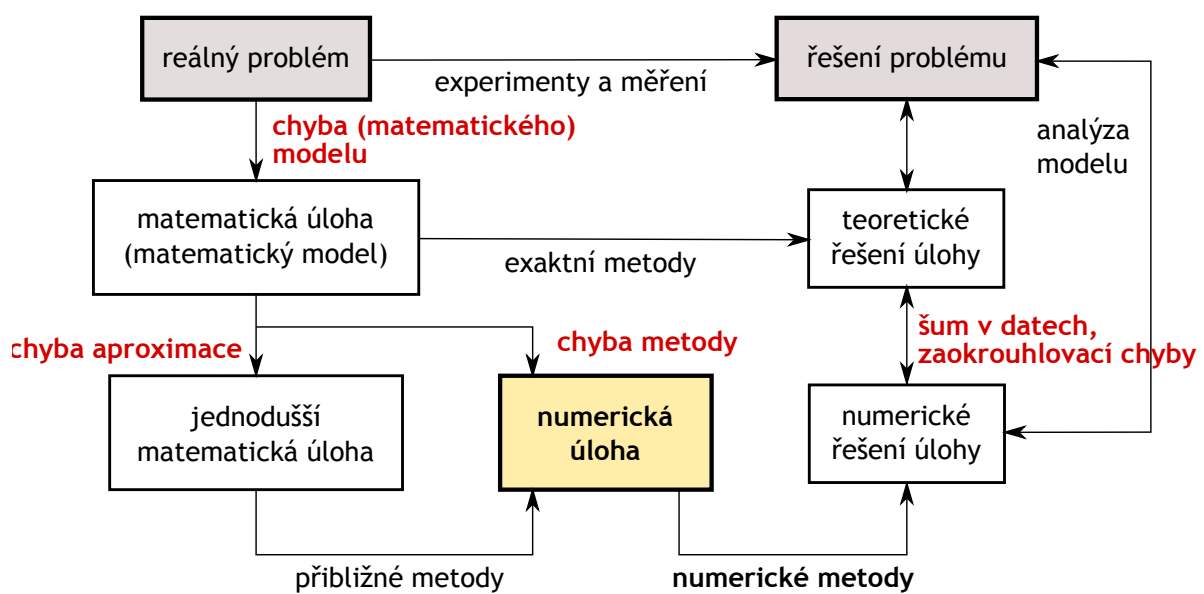 reálný problém
řešení problému
experimenty a měření
chyba (matematického)
modelu
analýza
modelu
matematická úloha
(matematický model)
teoretické
řešení úlohy
exaktní metody
chyba aproximace
chyba metody
šum v datech,
zaokrouhlovací chyby
jednodušší
matematická úloha
numerická
úloha
numerické
řešení úlohy
přibližné metody
numerické metody